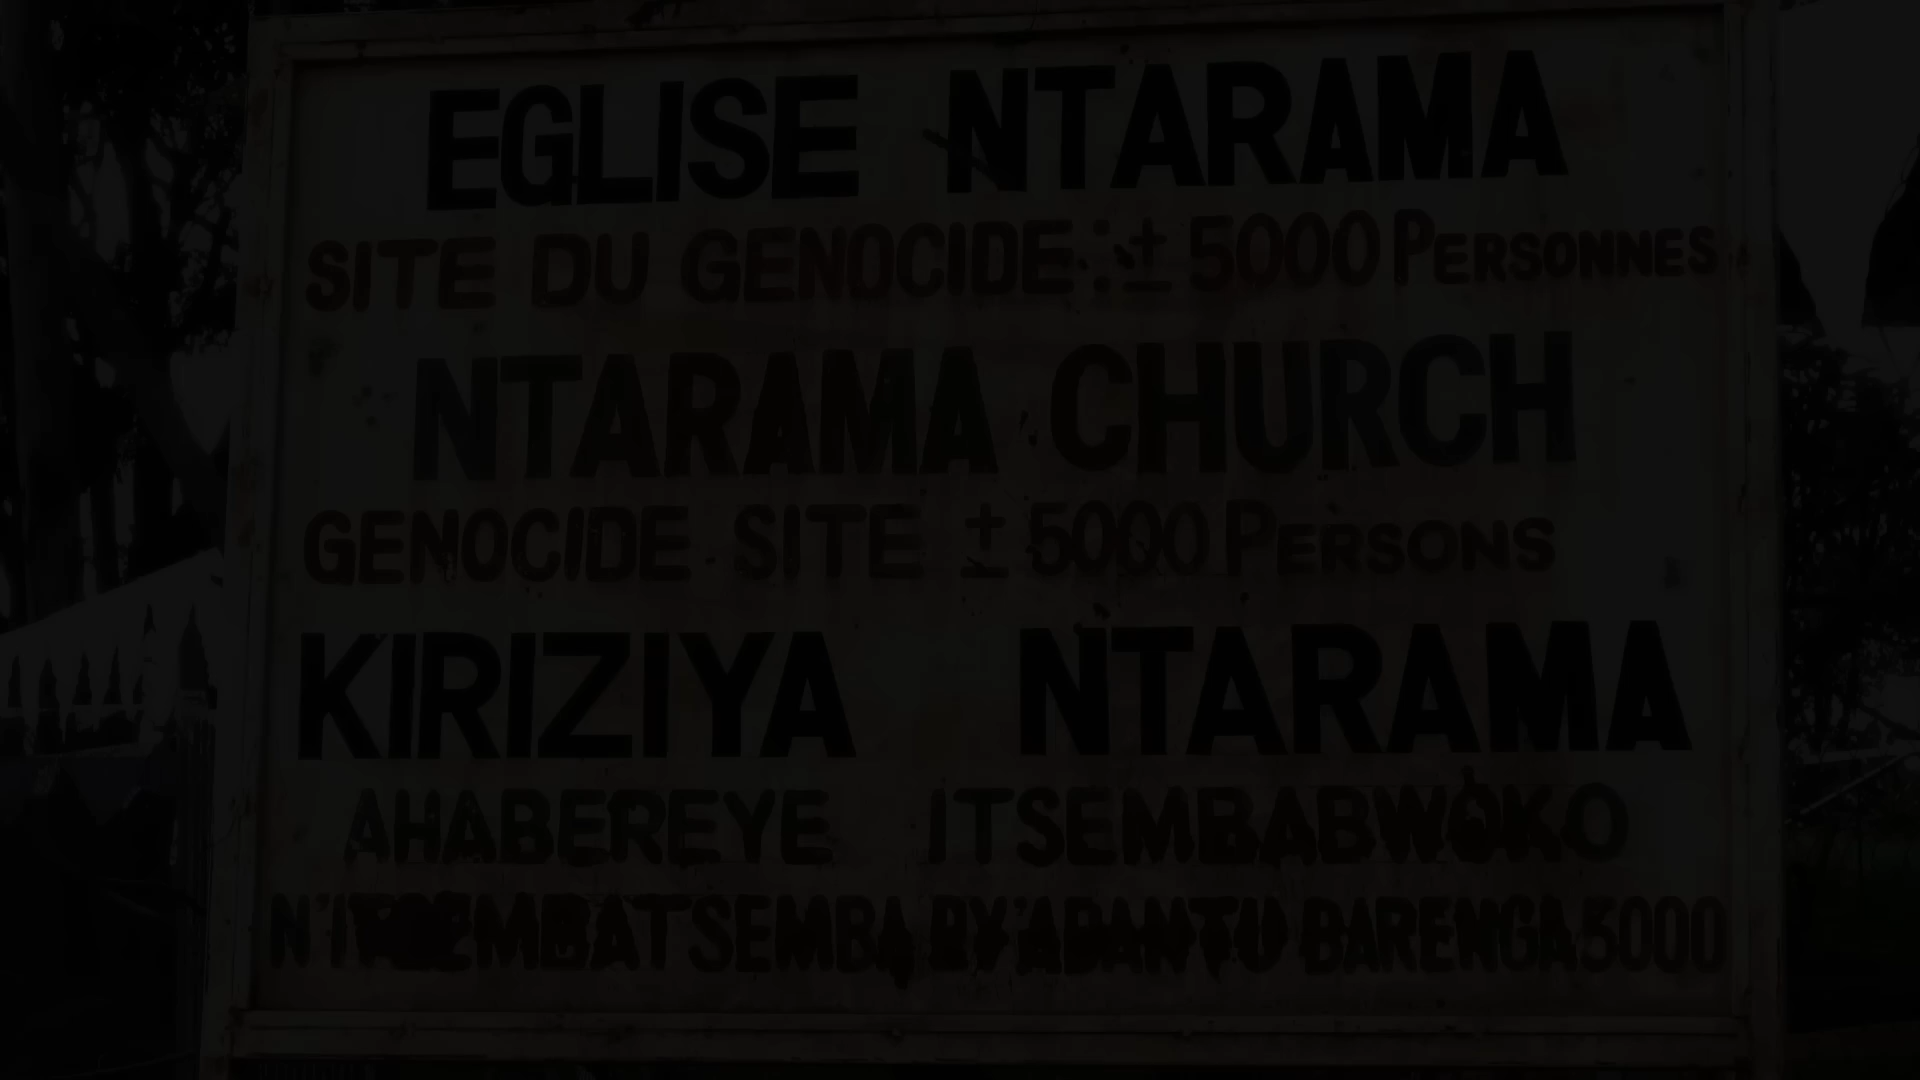 EGLISE NTARAMA
SITE DU GENOCIDE : ± 5000 PERSONNES
NTARAMA CHURCH
GENOCIDE SITE ± 5000 PERSONS
KIRIZIYA NTARAMA
AHABEREYE ITSEMBABWOKO
N'ITSEMBATSEMBA RY'ABANTU BARENGA 5000